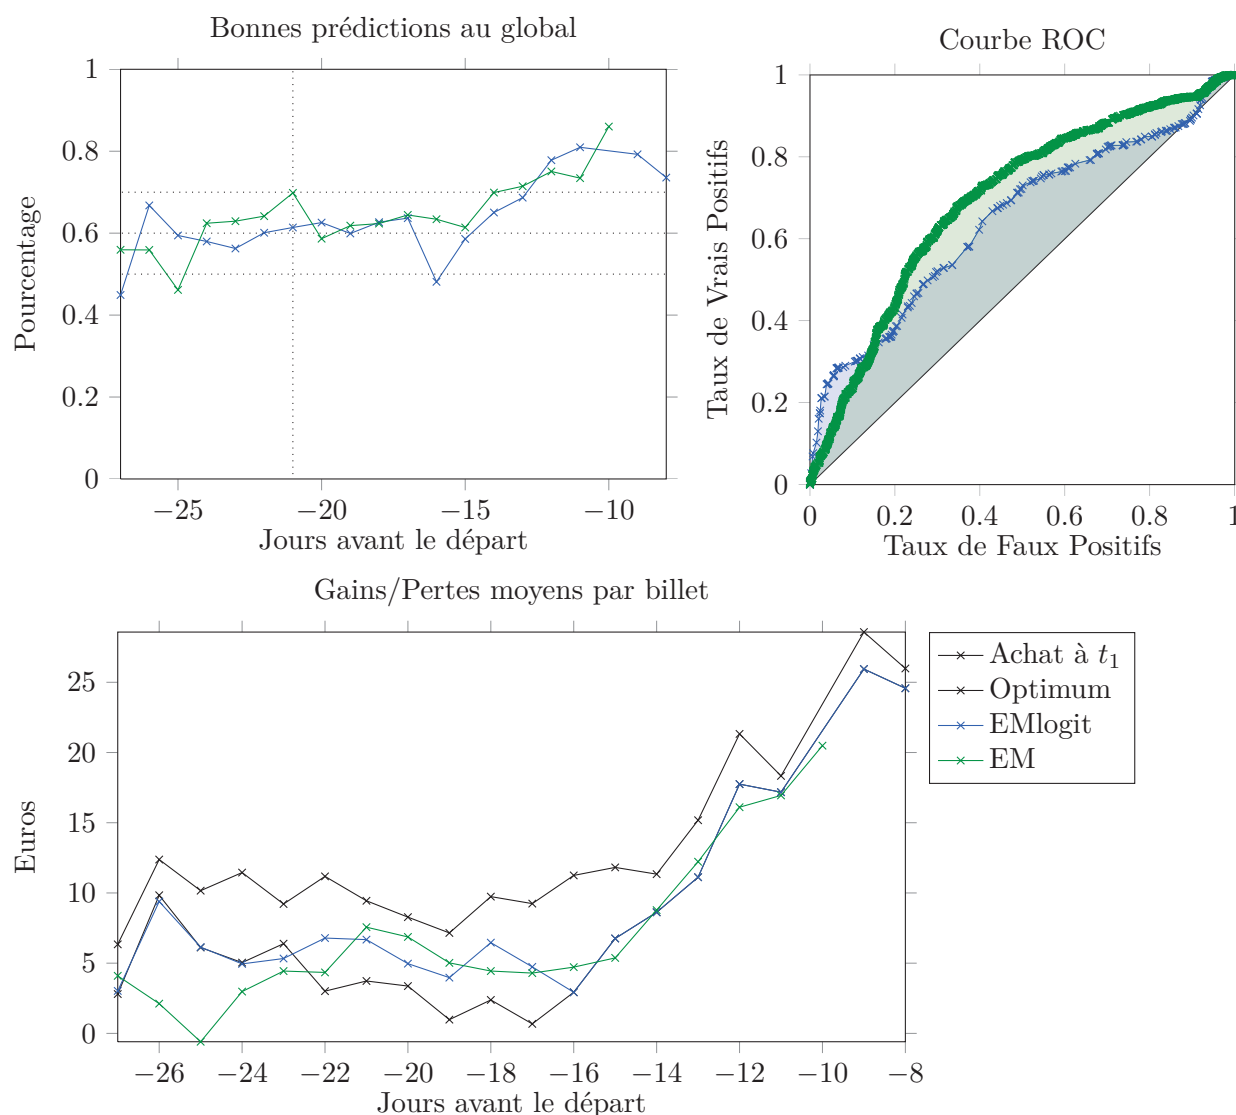 Bonnes prédictions au global
1
0.8
0.6
0.4
0.2
0
Pourcentage
−25 −20 −15 −10
Jours avant le départ
Courbe ROC
1
0.8
0.6
0.4
0.2
0
Taux de Vrais Positifs
0 0.2 0.4 0.6 0.8 1
Taux de Faux Positifs
Gains/Pertes moyens par billet
25
20
15
10
5
0
Euros
−26 −24 −22 −20 −18 −16 −14 −12 −10 −8
Jours avant le départ
Achat à t₁
Optimum
EMlogit
EM